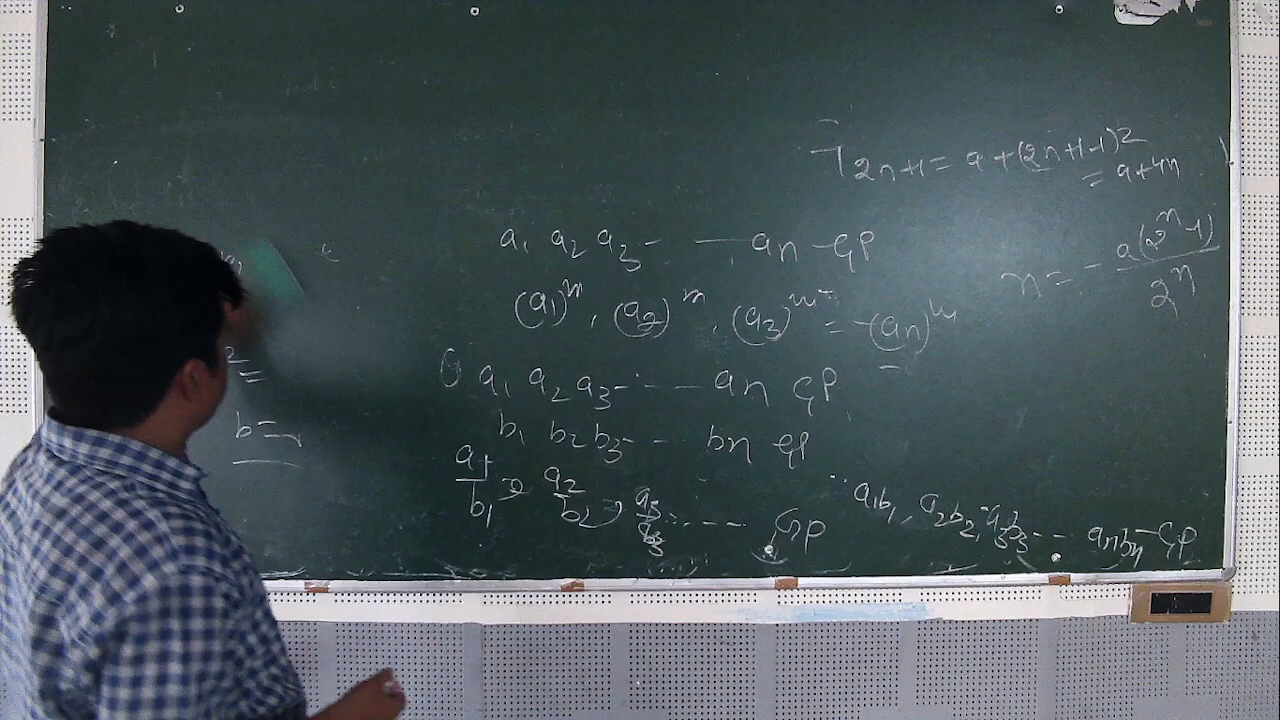 T2n+1 = a + (2n+1-1)2
= a+4n
a1 a2 a3 - — an GP
n = - a(2^n-1) / 2^n
(a1)^m, (a2)^m, (a3)^m = (an)^m
a1 a2 a3 - — an GP
b =
b1 b2 b3 - - bn GP
a1/b1, a2/b2, a3/b3 .... GP
a1b1, a2b2, a3b3 -- anbn - GP